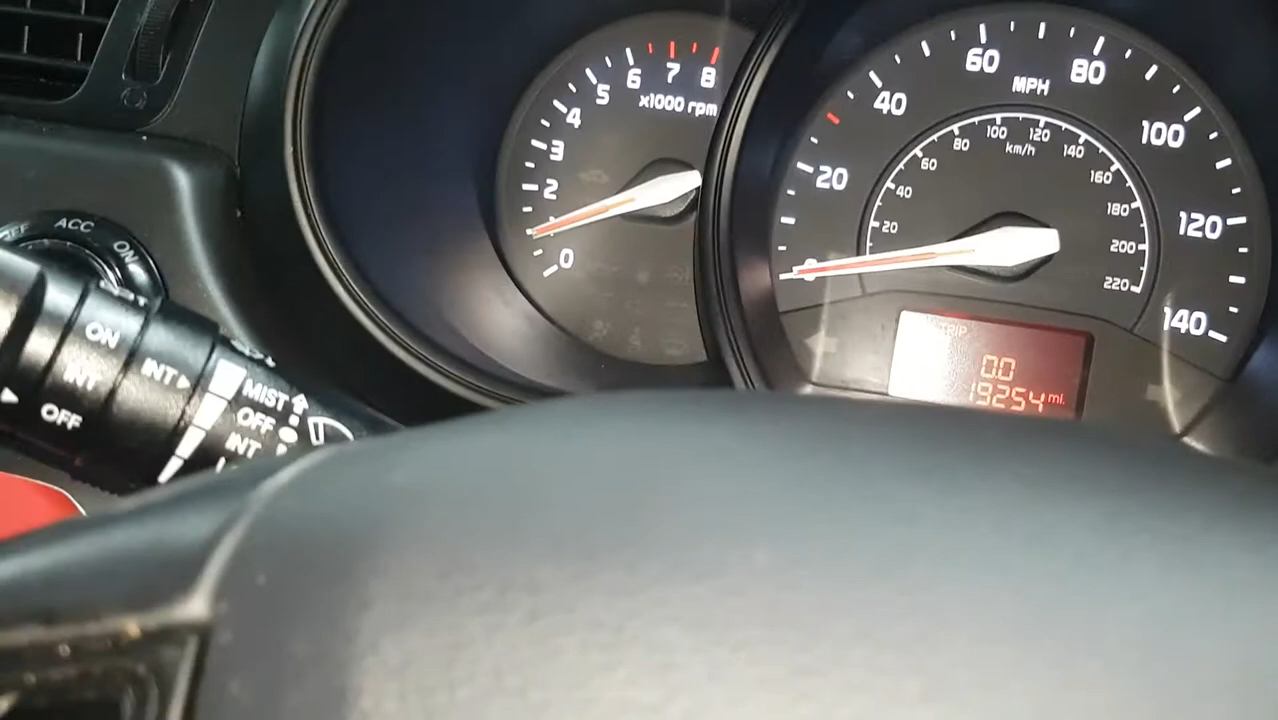 6 7 8
5
x1000 rpm
4
3
2
0
60
80
MPH
40
100
20
120
140
100 120
80 km/h 140
60 160
40 180
20 200
220
TRIP
0.0
19254 mi.
ACC
ON
ON
INT
INT
OFF
MIST
OFF
INT